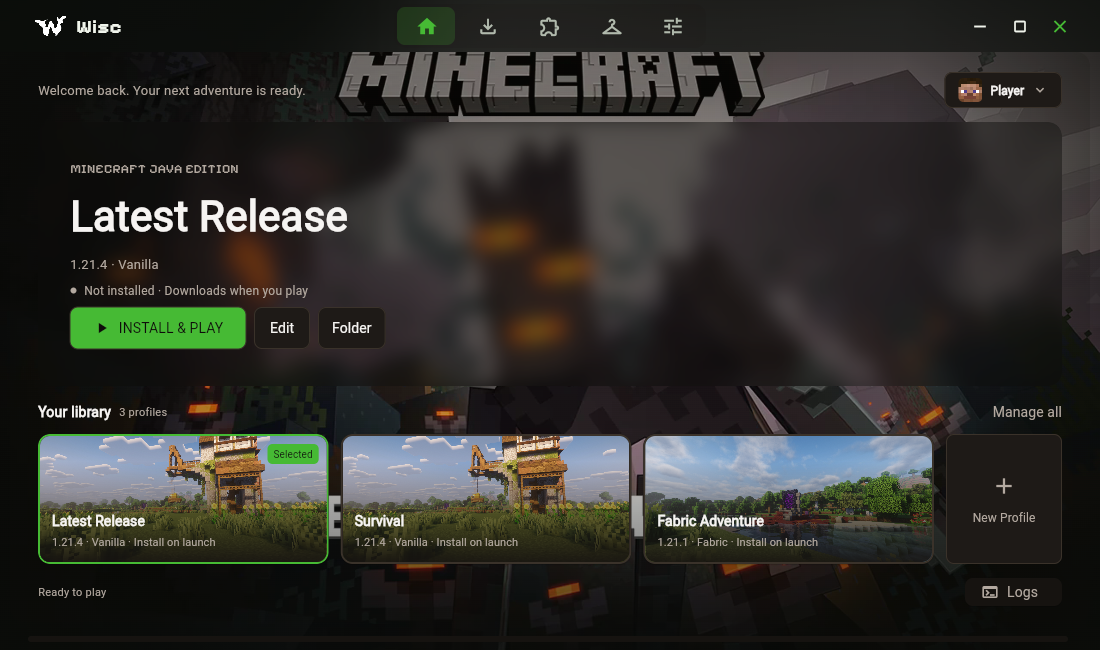 Wisc
MINECRAFT
Welcome back. Your next adventure is ready.
Player
MINECRAFT JAVA EDITION
Latest Release
1.21.4 · Vanilla
Not installed · Downloads when you play
INSTALL & PLAY
Edit
Folder
Your library
3 profiles
Manage all
Selected
Latest Release
1.21.4 · Vanilla · Install on launch
Survival
1.21.4 · Vanilla · Install on launch
Fabric Adventure
1.21.1 · Fabric · Install on launch
New Profile
Ready to play
Logs